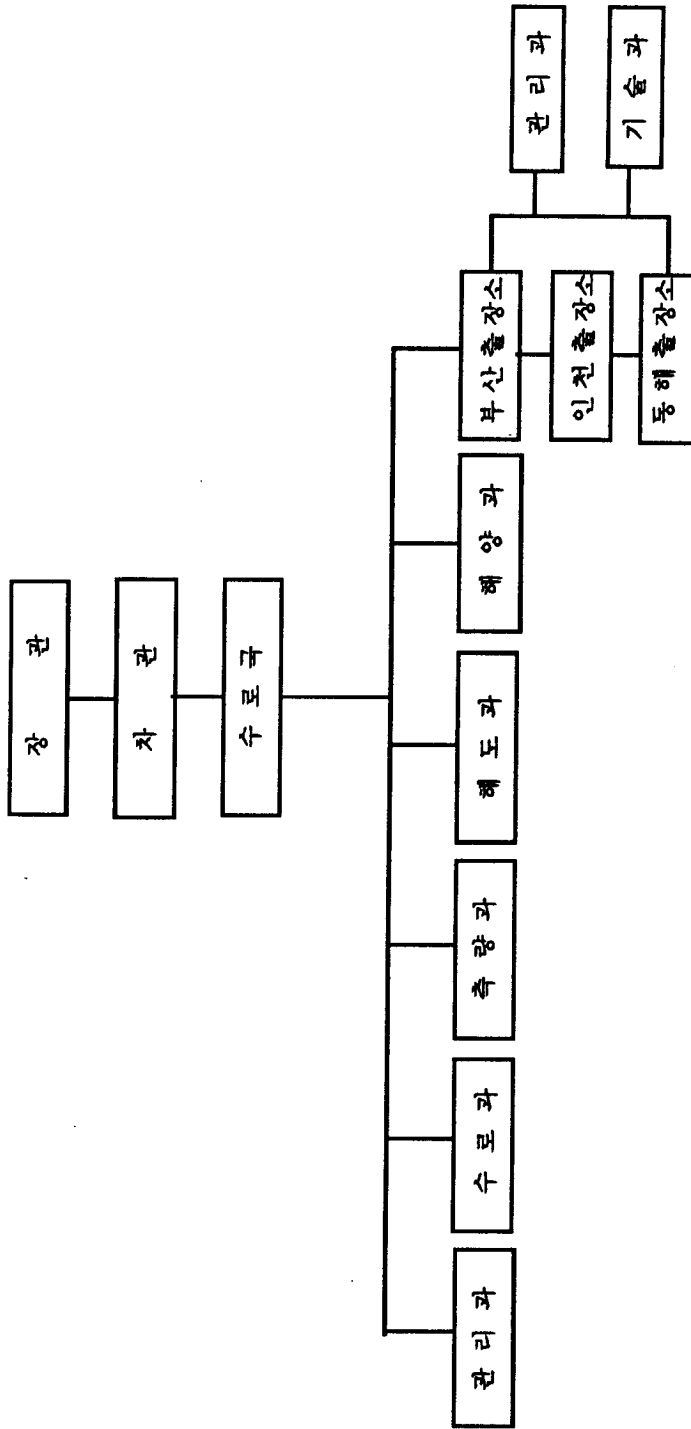 장 관
차 관
수 로 국
관 리 과
수 로 과
측 량 과
해 도 과
해 양 과
부산출장소
인천출장소
동해출장소
관 리 과
기 술 과